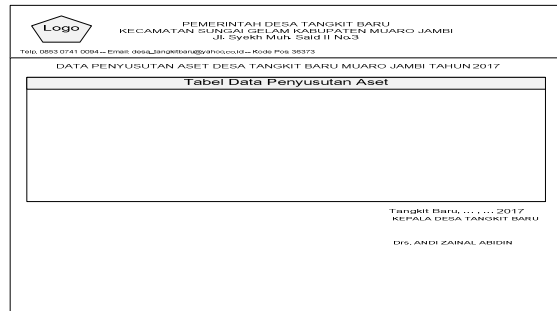 Logo
PEMERINTAH DESA TANGKIT BARU
KECAMATAN SUNGAI GELAM KABUPATEN MUARO JAMBI
Jl. Syekh Muh. Said II No.3
Telp. 0853 0741 0094 – Email: desa_tangkitbaru@yahoo.co.id – Kode Pos 36373
DATA PENYUSUTAN ASET DESA TANGKIT BARU MUARO JAMBI TAHUN 2017
Tabel Data Penyusutan Aset
Tangkit Baru, ... , ... 2017
KEPALA DESA TANGKIT BARU
Drs. ANDI ZAINAL ABIDIN